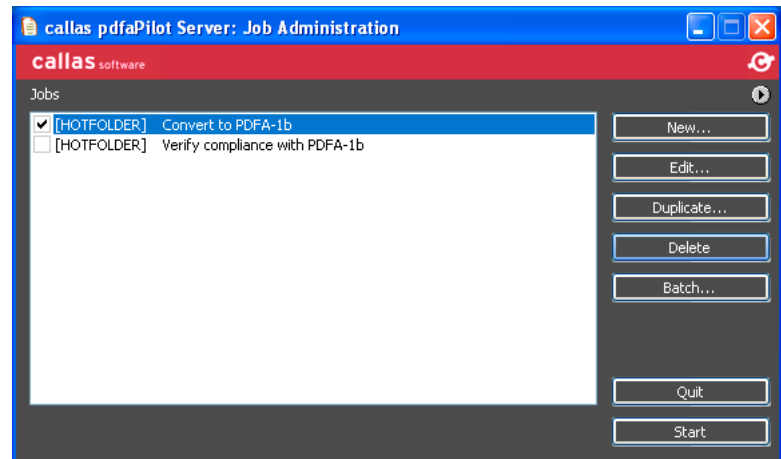 callas pdfaPilot Server: Job Administration
callas software
Jobs
[HOTFOLDER] Convert to PDFA-1b
[HOTFOLDER] Verify compliance with PDFA-1b
New...
Edit...
Duplicate...
Delete
Batch...
Quit
Start